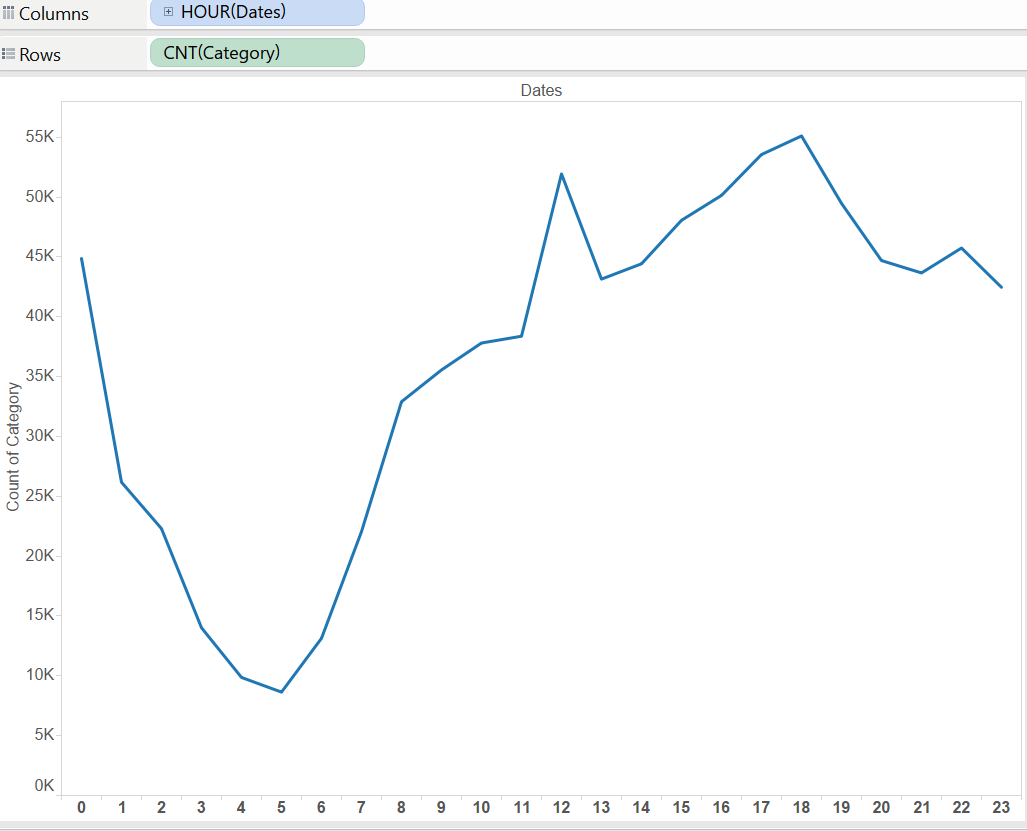 Columns
HOUR(Dates)
Rows
CNT(Category)
Dates
Count of Category
55K
50K
45K
40K
35K
30K
25K
20K
15K
10K
5K
0K
0 1 2 3 4 5 6 7 8 9 10 11 12 13 14 15 16 17 18 19 20 21 22 23